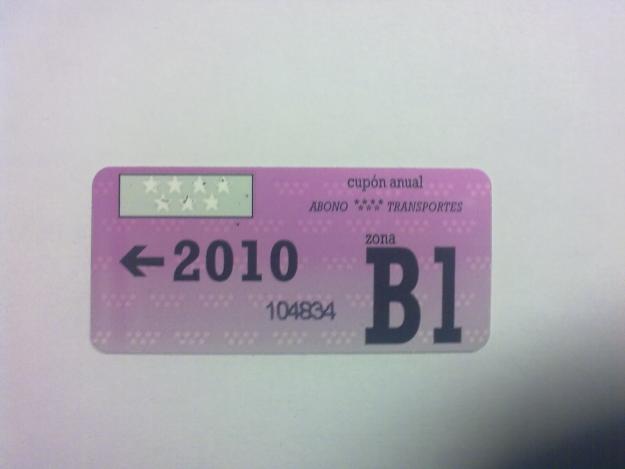 cupón anual
ABONO TRANSPORTES
zona
←2010
B1
104834